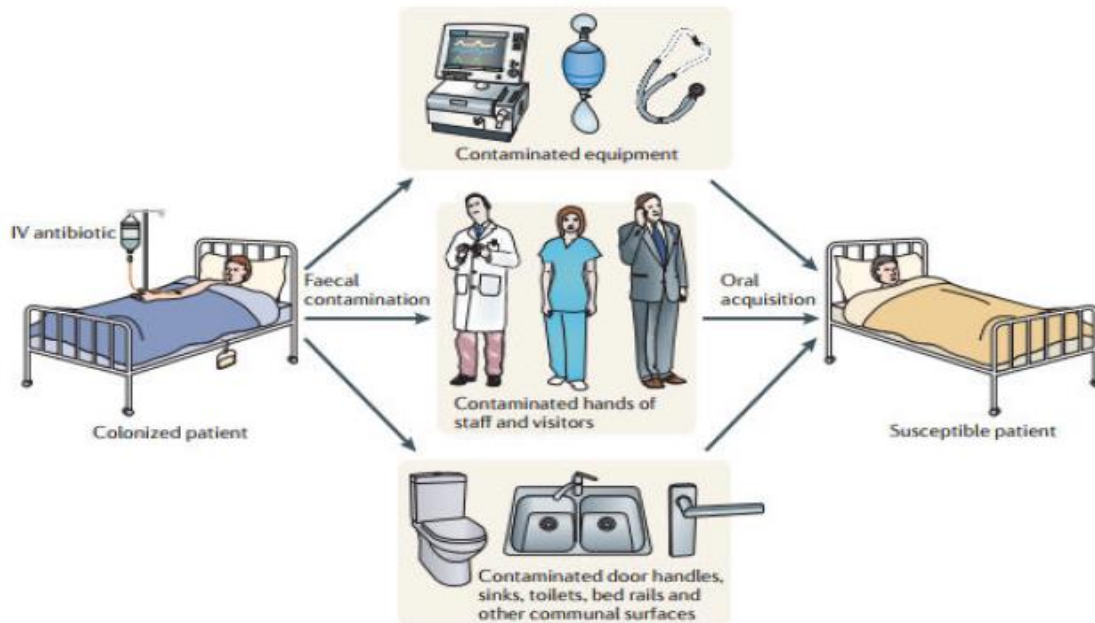 Contaminated equipment
IV antibiotic
Faecal
contamination
Oral
acquisition
Contaminated hands of
staff and visitors
Colonized patient
Susceptible patient
Contaminated door handles,
sinks, toilets, bed rails and
other communal surfaces